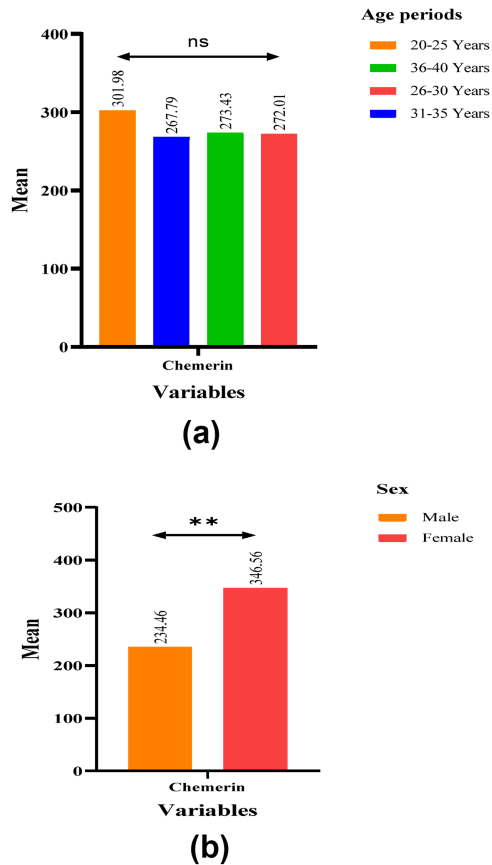 Age periods
20-25 Years
36-40 Years
26-30 Years
31-35 Years
400
300
200
100
0
Mean
ns
301.98
267.79
273.43
272.01
Chemerin
Variables
(a)
Sex
Male
Female
500
400
300
200
100
0
Mean
**
234.46
346.56
Chemerin
Variables
(b)